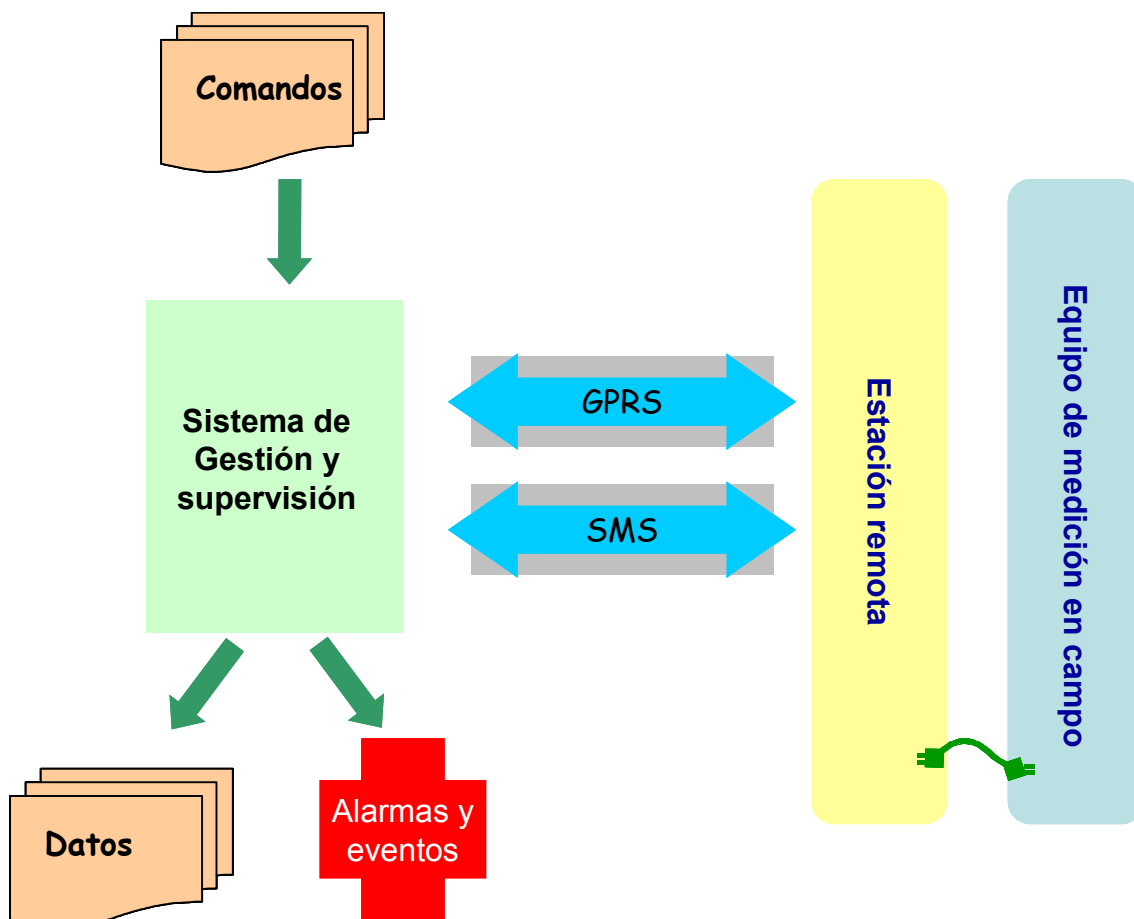 Comandos
Sistema de
Gestión y
supervisión
GPRS
SMS
Estación remota
Equipo de medición en campo
Datos
Alarmas y
eventos